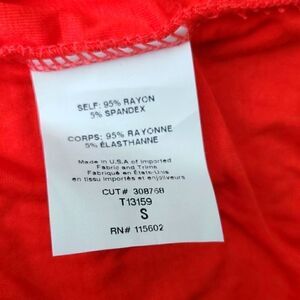 SELF: 95% RAYON
5% SPANDEX
CORPS: 95% RAYONNE
5% ÉLASTHANNE
Made in U.S.A of Imported
Fabric and Trims
Fabriqué en États-Unis
en tissu importés et enjoliveurs
CUT# 308768
T13159
S
RN# 115602